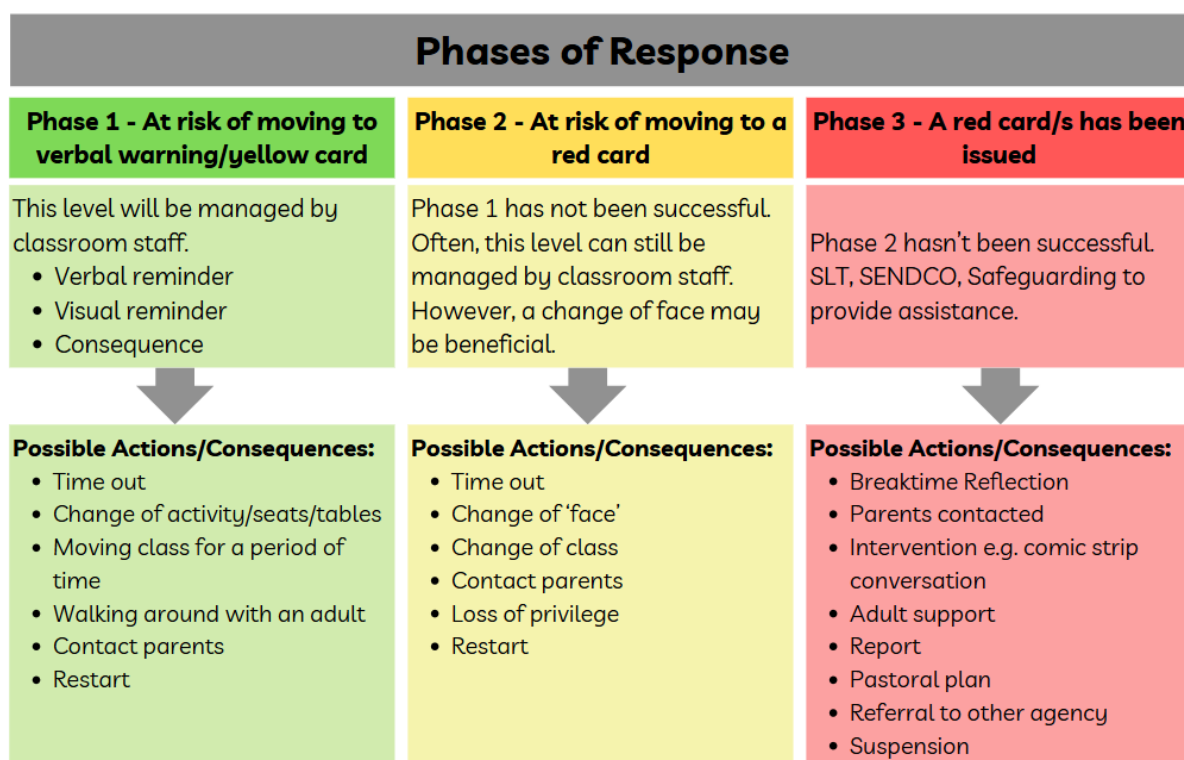 Phases of Response
Phase 1 - At risk of moving to
verbal warning/yellow card
This level will be managed by
classroom staff.
• Verbal reminder
• Visual reminder
• Consequence
Possible Actions/Consequences:
• Time out
• Change of activity/seats/tables
• Moving class for a period of
time
• Walking around with an adult
• Contact parents
• Restart
Phase 2 - At risk of moving to a
red card
Phase 1 has not been successful.
Often, this level can still be
managed by classroom staff.
However, a change of face may
be beneficial.
Possible Actions/Consequences:
• Time out
• Change of ‘face’
• Change of class
• Contact parents
• Loss of privilege
• Restart
Phase 3 - A red card/s has been
issued
Phase 2 hasn’t been successful.
SLT, SENDCO, Safeguarding to
provide assistance.
Possible Actions/Consequences:
• Breaktime Reflection
• Parents contacted
• Intervention e.g. comic strip
conversation
• Adult support
• Report
• Pastoral plan
• Referral to other agency
• Suspension